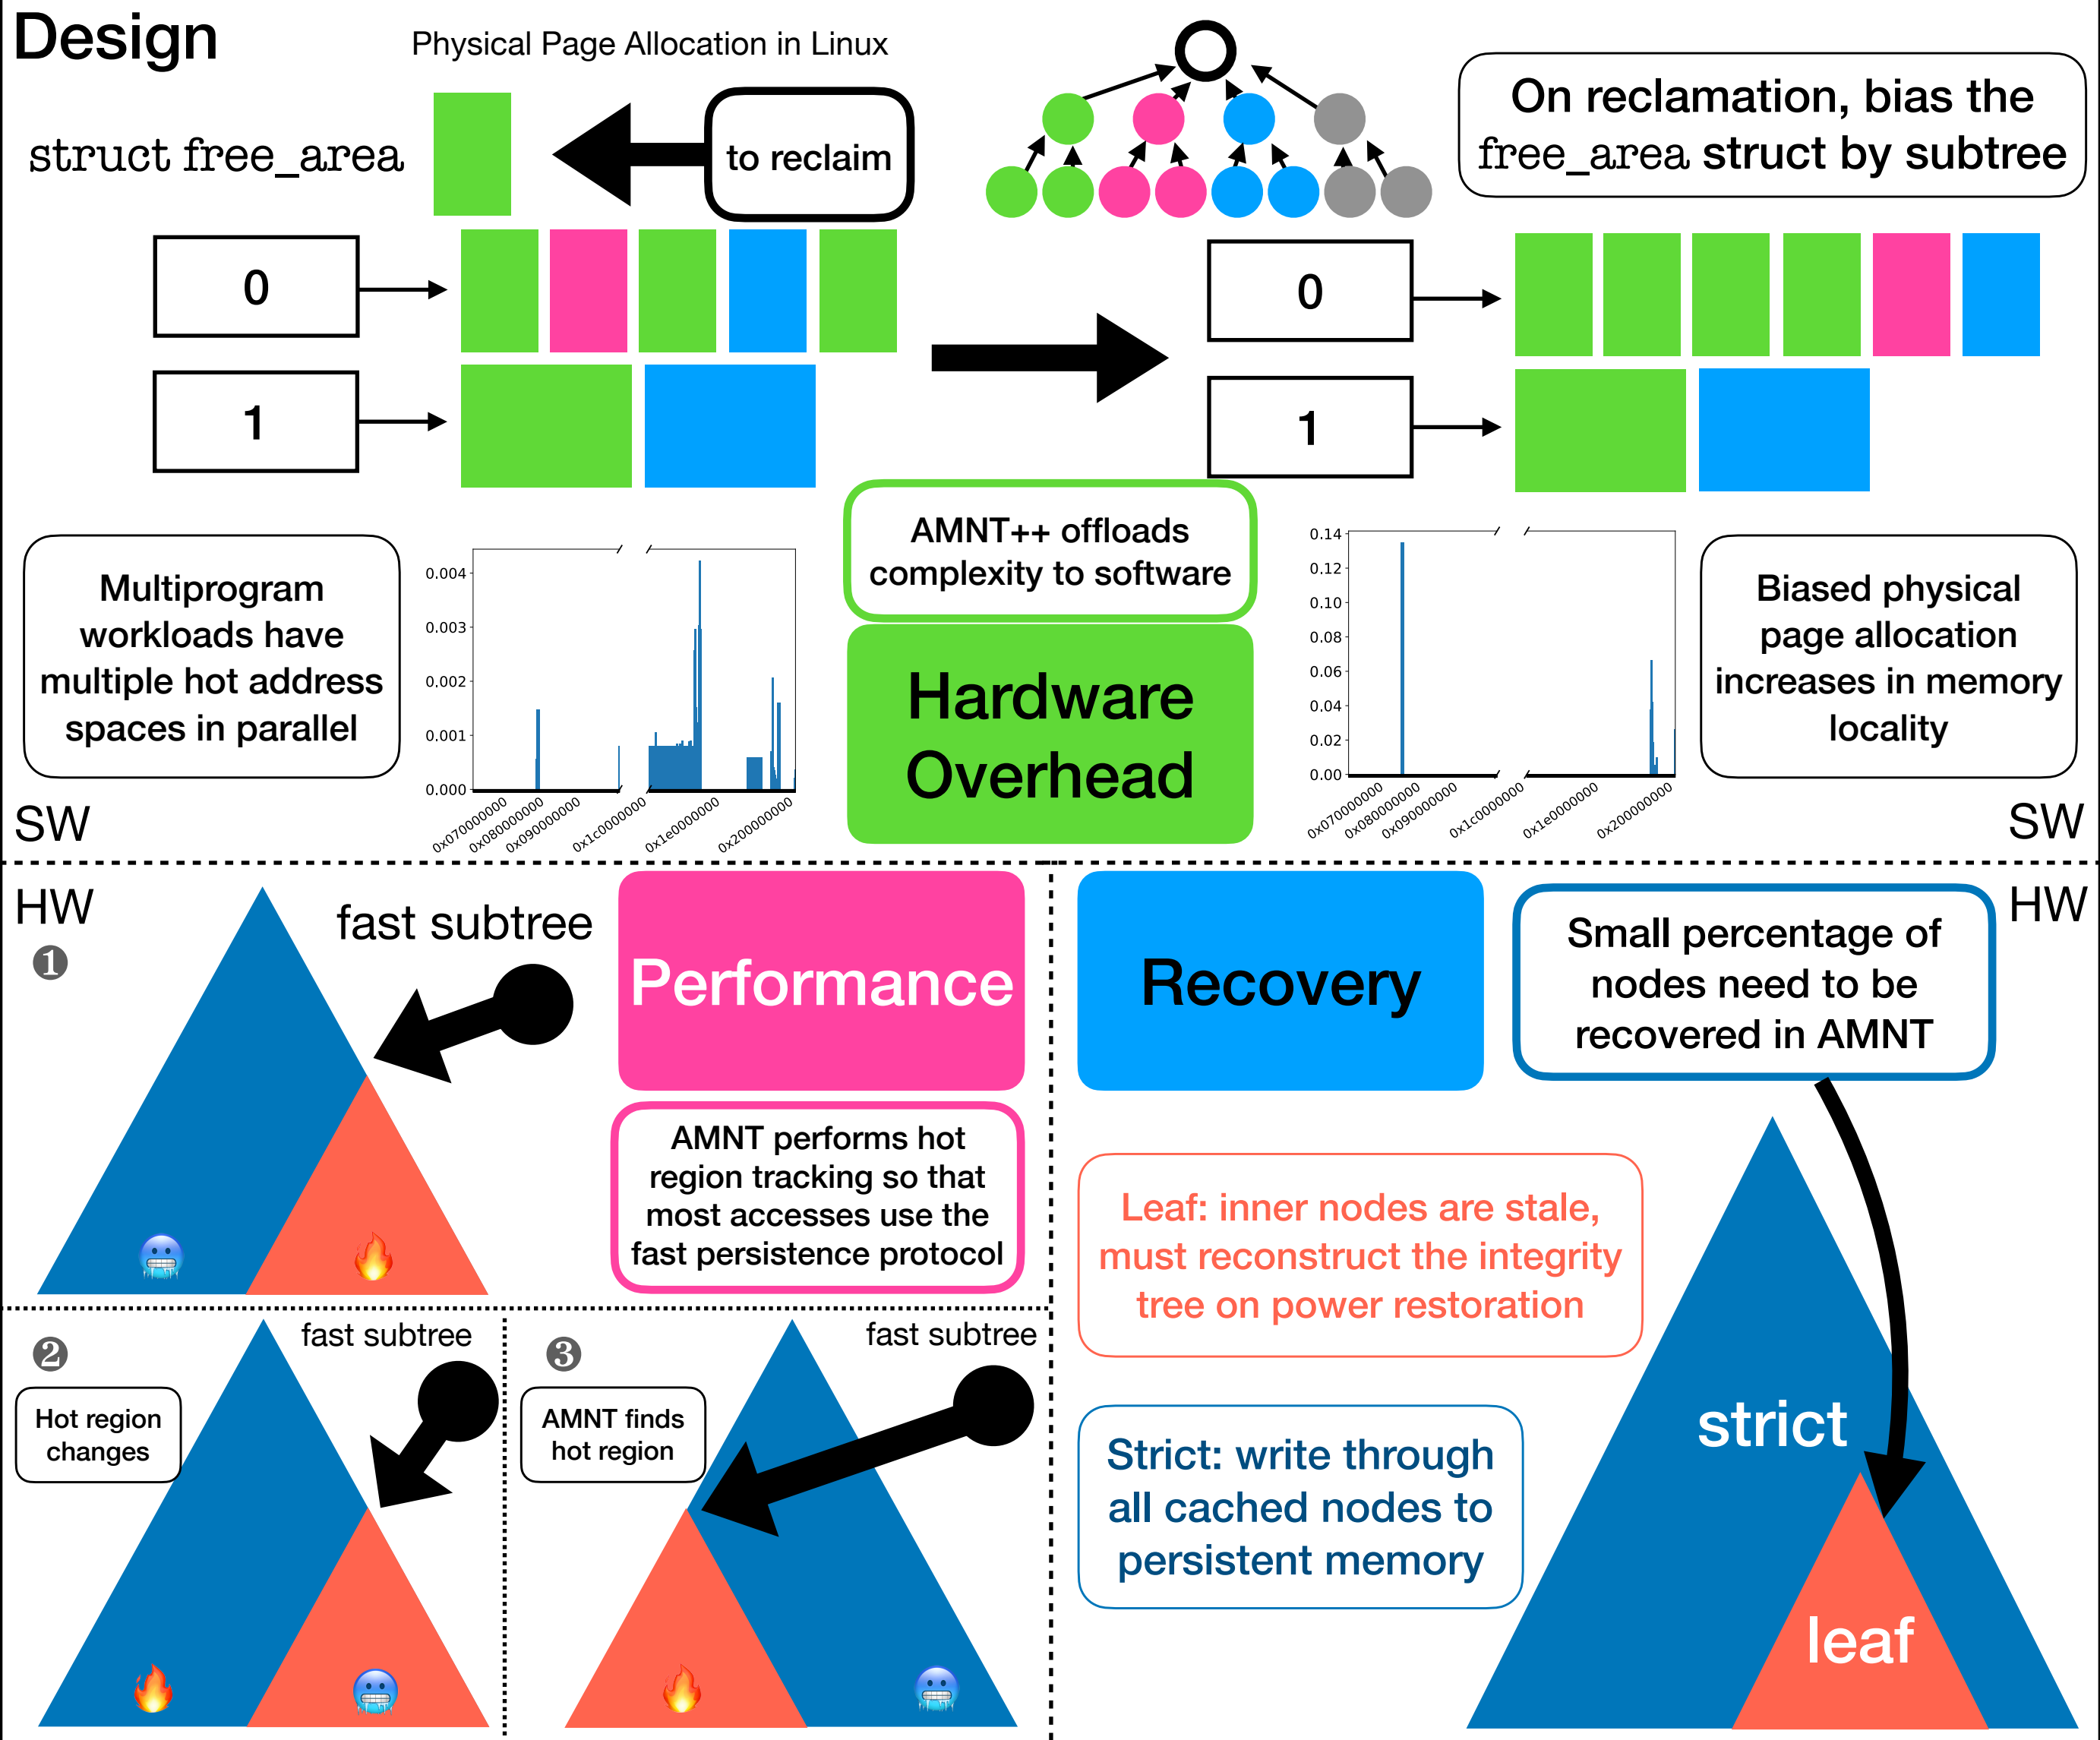 Design
Physical Page Allocation in Linux
struct free_area
to reclaim
0
1
On reclamation, bias the
free_area struct by subtree
0
1
Multiprogram
workloads have
multiple hot address
spaces in parallel
0.004
0.003
0.002
0.001
0.000
0x070000000
0x080000000
0x090000000
0x1c0000000
0x1e0000000
0x200000000
AMNT++ offloads
complexity to software
Hardware
Overhead
0.14
0.12
0.10
0.08
0.06
0.04
0.02
0.00
0x070000000
0x080000000
0x090000000
0x1c0000000
0x1e0000000
0x200000000
Biased physical
page allocation
increases in memory
locality
SW
SW
HW
1
fast subtree
Performance
AMNT performs hot
region tracking so that
most accesses use the
fast persistence protocol
2
fast subtree
Hot region
changes
3
fast subtree
AMNT finds
hot region
Recovery
Small percentage of
nodes need to be
recovered in AMNT
HW
Leaf: inner nodes are stale,
must reconstruct the integrity
tree on power restoration
Strict: write through
all cached nodes to
persistent memory
strict
leaf